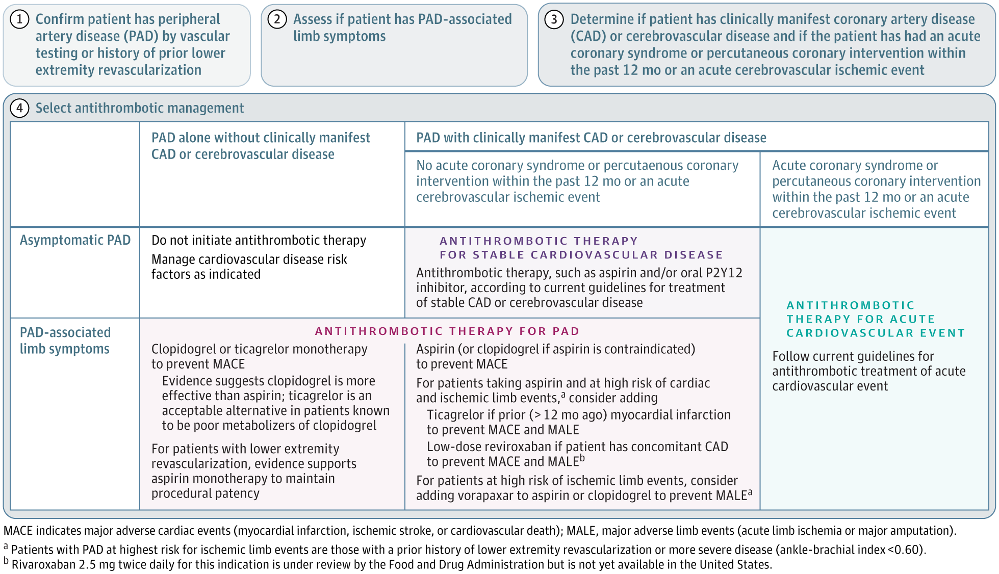 1 Confirm patient has peripheral
artery disease (PAD) by vascular
testing or history of prior lower
extremity revascularization
2 Assess if patient has PAD-associated
limb symptoms
3 Determine if patient has clinically manifest coronary artery disease
(CAD) or cerebrovascular disease and if the patient has had an acute
coronary syndrome or percutaneous coronary intervention within
the past 12 mo or an acute cerebrovascular ischemic event
4 Select antithrombotic management
PAD alone without clinically manifest
CAD or cerebrovascular disease
PAD with clinically manifest CAD or cerebrovascular disease
No acute coronary syndrome or percutaenous coronary
intervention within the past 12 mo or an acute
cerebrovascular ischemic event
Acute coronary syndrome or
percutaneous coronary intervention
within the past 12 mo or an acute
cerebrovascular ischemic event
Asymptomatic PAD
Do not initiate antithrombotic therapy
Manage cardiovascular disease risk
factors as indicated
ANTITHROMBOTIC THERAPY
FOR STABLE CARDIOVASCULAR DISEASE
Antithrombotic therapy, such as aspirin and/or oral P2Y12
inhibitor, according to current guidelines for treatment
of stable CAD or cerebrovascular disease
ANTITHROMBOTIC
THERAPY FOR ACUTE
CARDIOVASCULAR EVENT
Follow current guidelines for
antithrombotic treatment of acute
cardiovascular event
PAD-associated
limb symptoms
ANTITHROMBOTIC THERAPY FOR PAD
Clopidogrel or ticagrelor monotherapy
to prevent MACE
Evidence suggests clopidogrel is more
effective than aspirin; ticagrelor is an
acceptable alternative in patients known
to be poor metabolizers of clopidogrel
For patients with lower extremity
revascularization, evidence supports
aspirin monotherapy to maintain
procedural patency
Aspirin (or clopidogrel if aspirin is contraindicated)
to prevent MACE
For patients taking aspirin and at high risk of cardiac
and ischemic limb events,a consider adding
Ticagrelor if prior (> 12 mo ago) myocardial infarction
to prevent MACE and MALE
Low-dose reviroxaban if patient has concomitant CAD
to prevent MACE and MALEb
For patients at high risk of ischemic limb events, consider
adding vorapaxar to aspirin or clopidogrel to prevent MALEa
MACE indicates major adverse cardiac events (myocardial infarction, ischemic stroke, or cardiovascular death); MALE, major adverse limb events (acute limb ischemia or major amputation).
a Patients with PAD at highest risk for ischemic limb events are those with a prior history of lower extremity revascularization or more severe disease (ankle-brachial index <0.60).
b Rivaroxaban 2.5 mg twice daily for this indication is under review by the Food and Drug Administration but is not yet available in the United States.